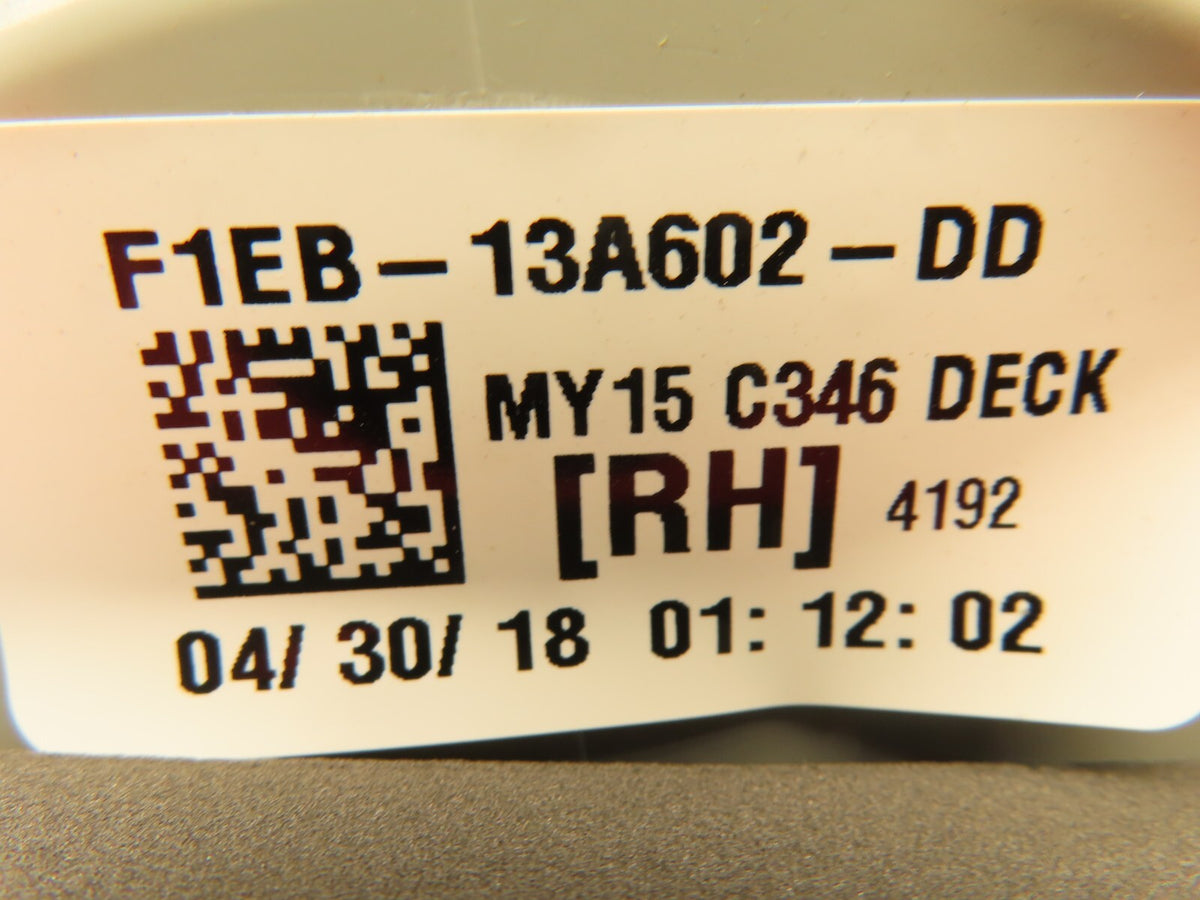 F1EB-13A602-DD
MY15 C346 DECK
[RH] 4192
04/ 30/ 18 01: 12: 02